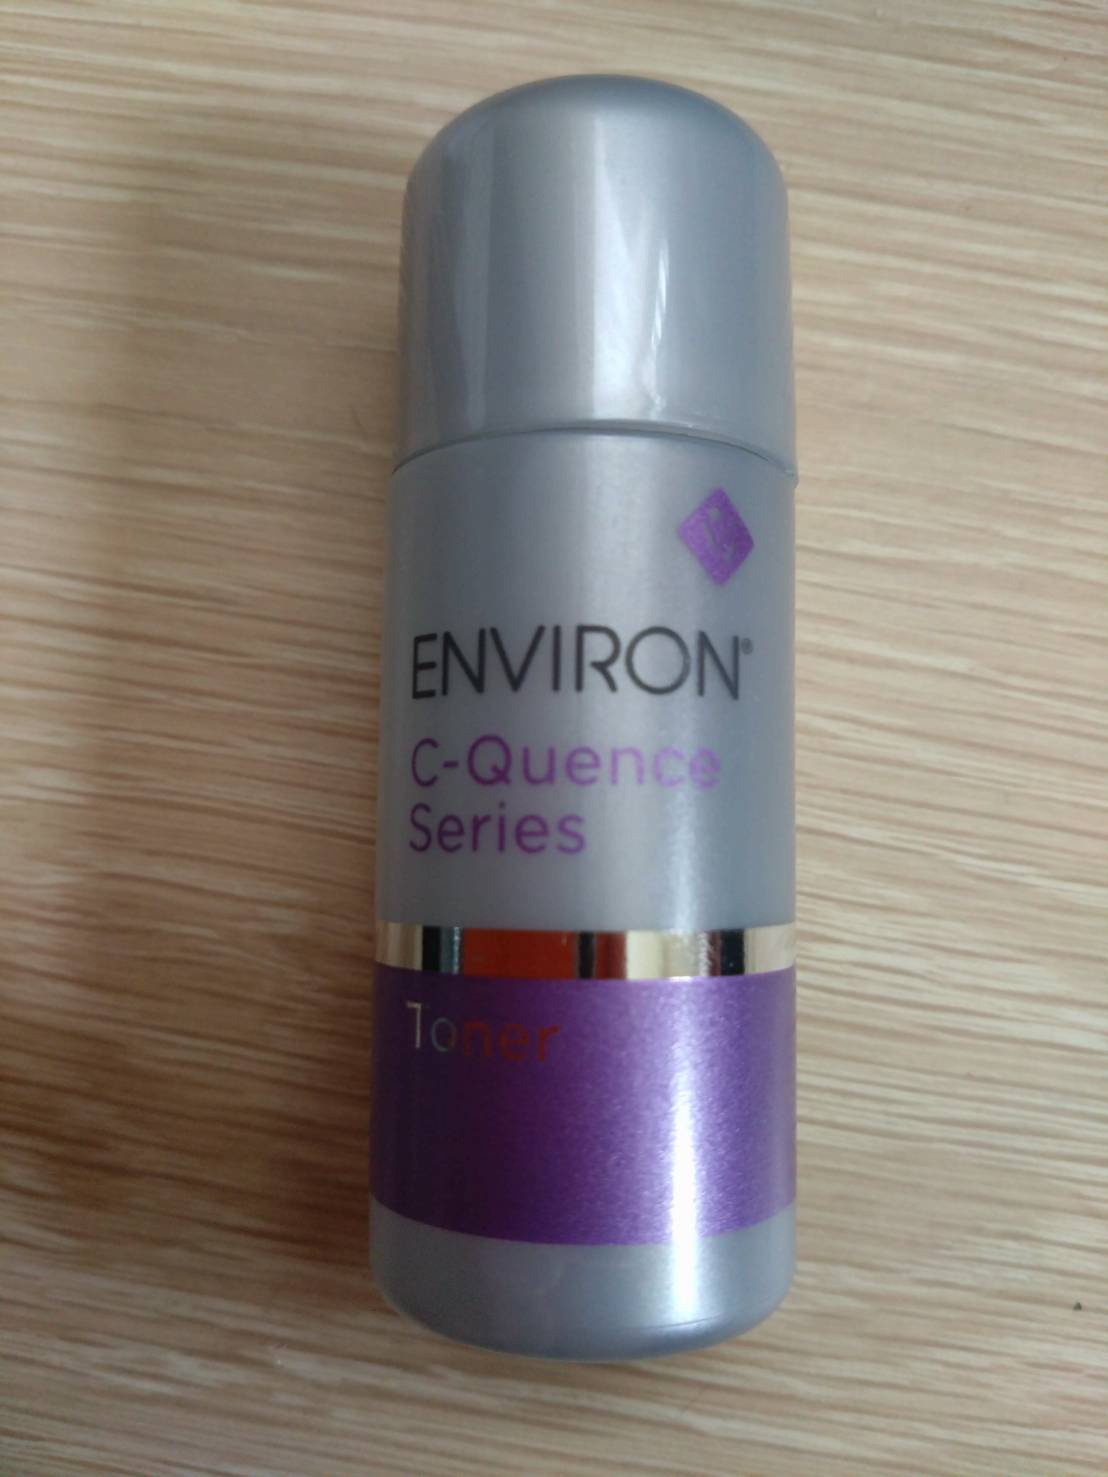 ENVIRON®
C-Quence
Series
Toner